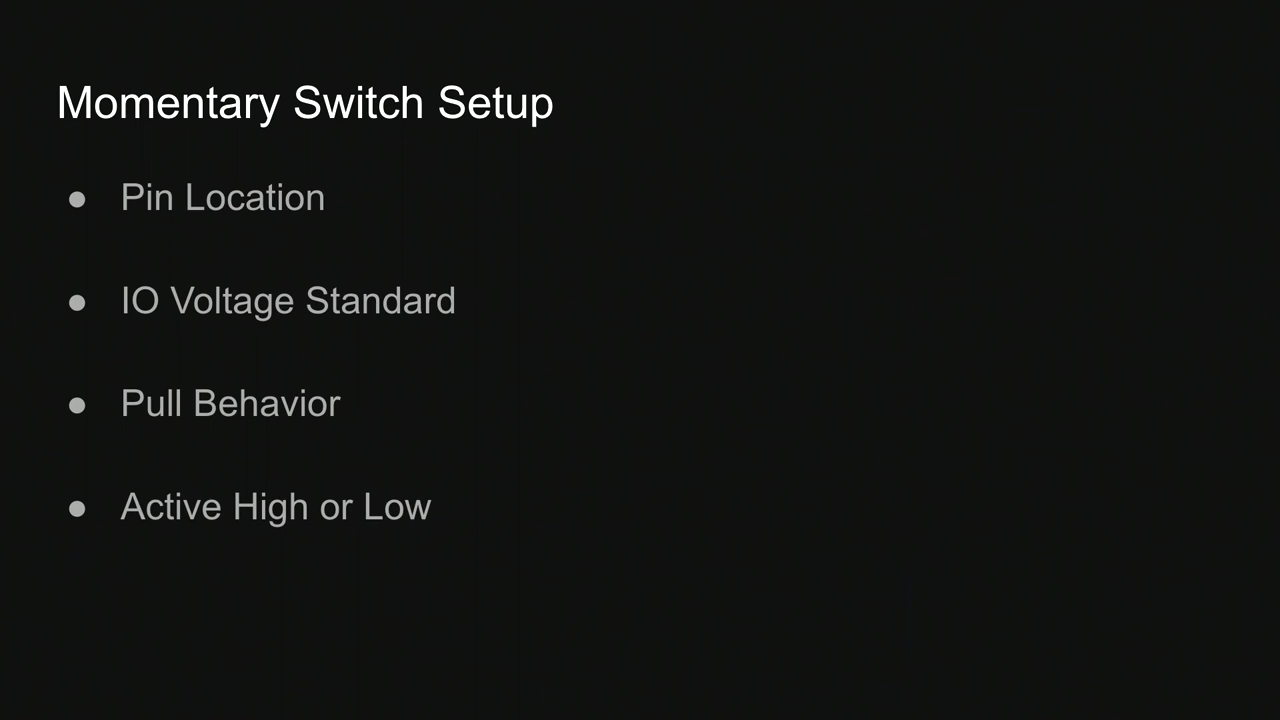 Momentary Switch Setup
● Pin Location
● IO Voltage Standard
● Pull Behavior
● Active High or Low